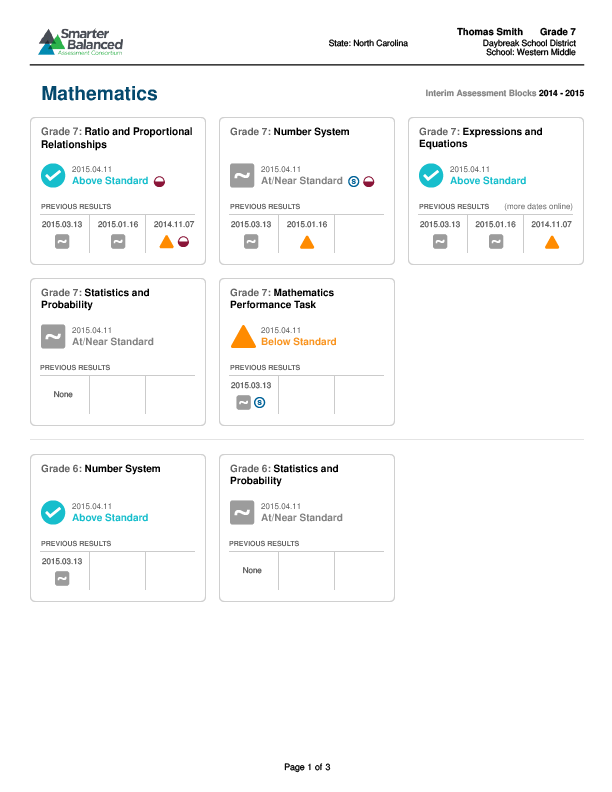 Smarter
Balanced
Assessment Consortium
State: North Carolina
Thomas Smith Grade 7
Daybreak School District
School: Western Middle
Mathematics
Interim Assessment Blocks 2014 - 2015
Grade 7: Ratio and Proportional
Relationships
2015.04.11
Above Standard
PREVIOUS RESULTS
2015.03.13 2015.01.16 2014.11.07
~ ~
Grade 7: Number System
~
2015.04.11
At/Near Standard S
PREVIOUS RESULTS
2015.03.13 2015.01.16
~
Grade 7: Expressions and
Equations
2015.04.11
Above Standard
PREVIOUS RESULTS (more dates online)
2015.03.13 2015.01.16 2014.11.07
~ ~
Grade 7: Statistics and
Probability
~
2015.04.11
At/Near Standard
PREVIOUS RESULTS
None
Grade 7: Mathematics
Performance Task
2015.04.11
Below Standard
PREVIOUS RESULTS
2015.03.13
~ S
Grade 6: Number System
2015.04.11
Above Standard
PREVIOUS RESULTS
2015.03.13
~
Grade 6: Statistics and
Probability
~
2015.04.11
At/Near Standard
PREVIOUS RESULTS
None
Page 1 of 3